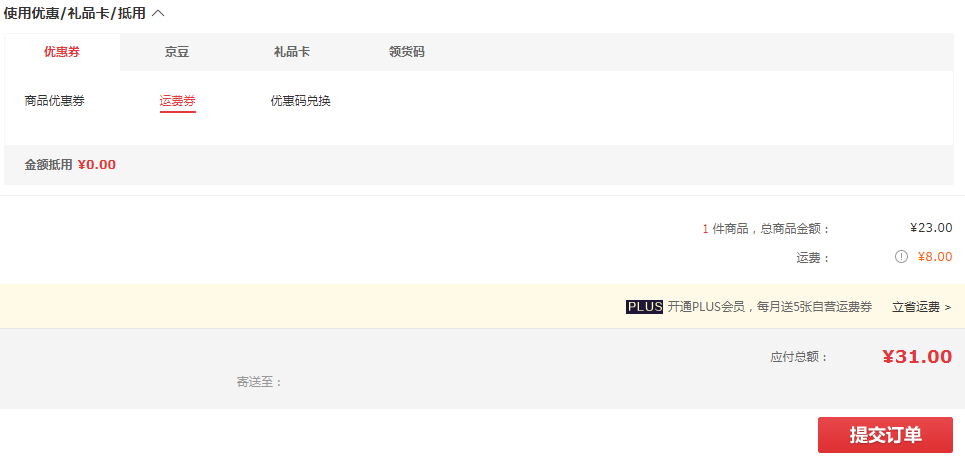 使用优惠/礼品卡/抵用
优惠券 京豆 礼品卡 领货码
商品优惠券 运费券 优惠码兑换
金额抵用 ¥0.00
1 件商品，总商品金额： ¥23.00
运费： ¥8.00
PLUS 开通PLUS会员，每月送5张自营运费券 立省运费 >
应付总额： ¥31.00
寄送至：
提交订单